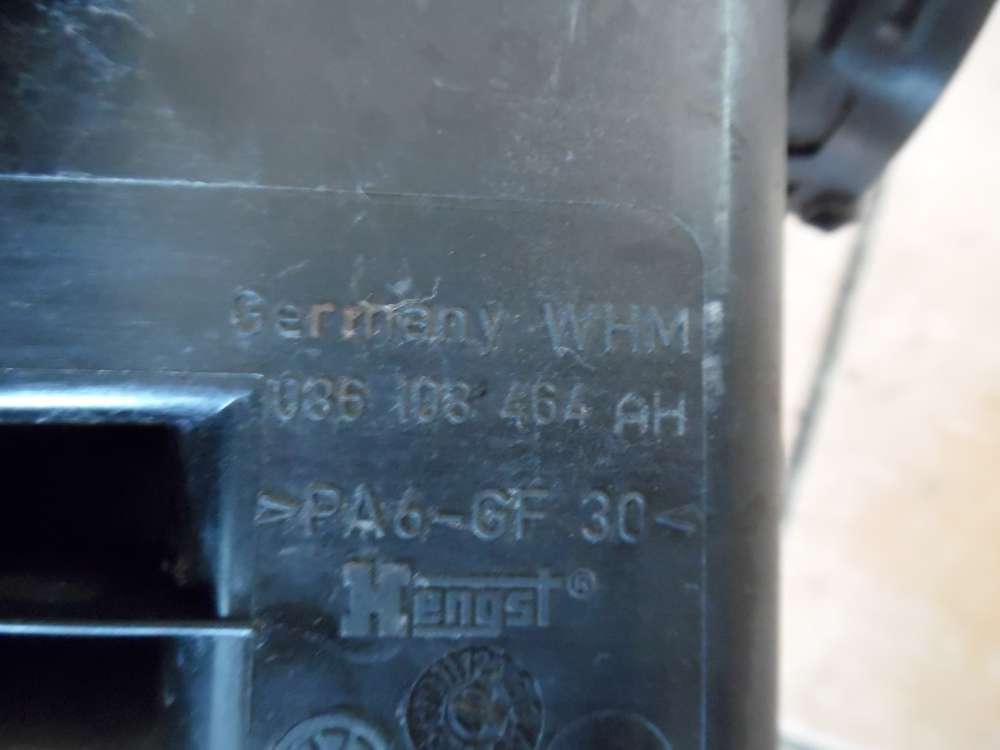 Germany WHM
036 103 464 AH
>PA6-GF 30<
Hengst®